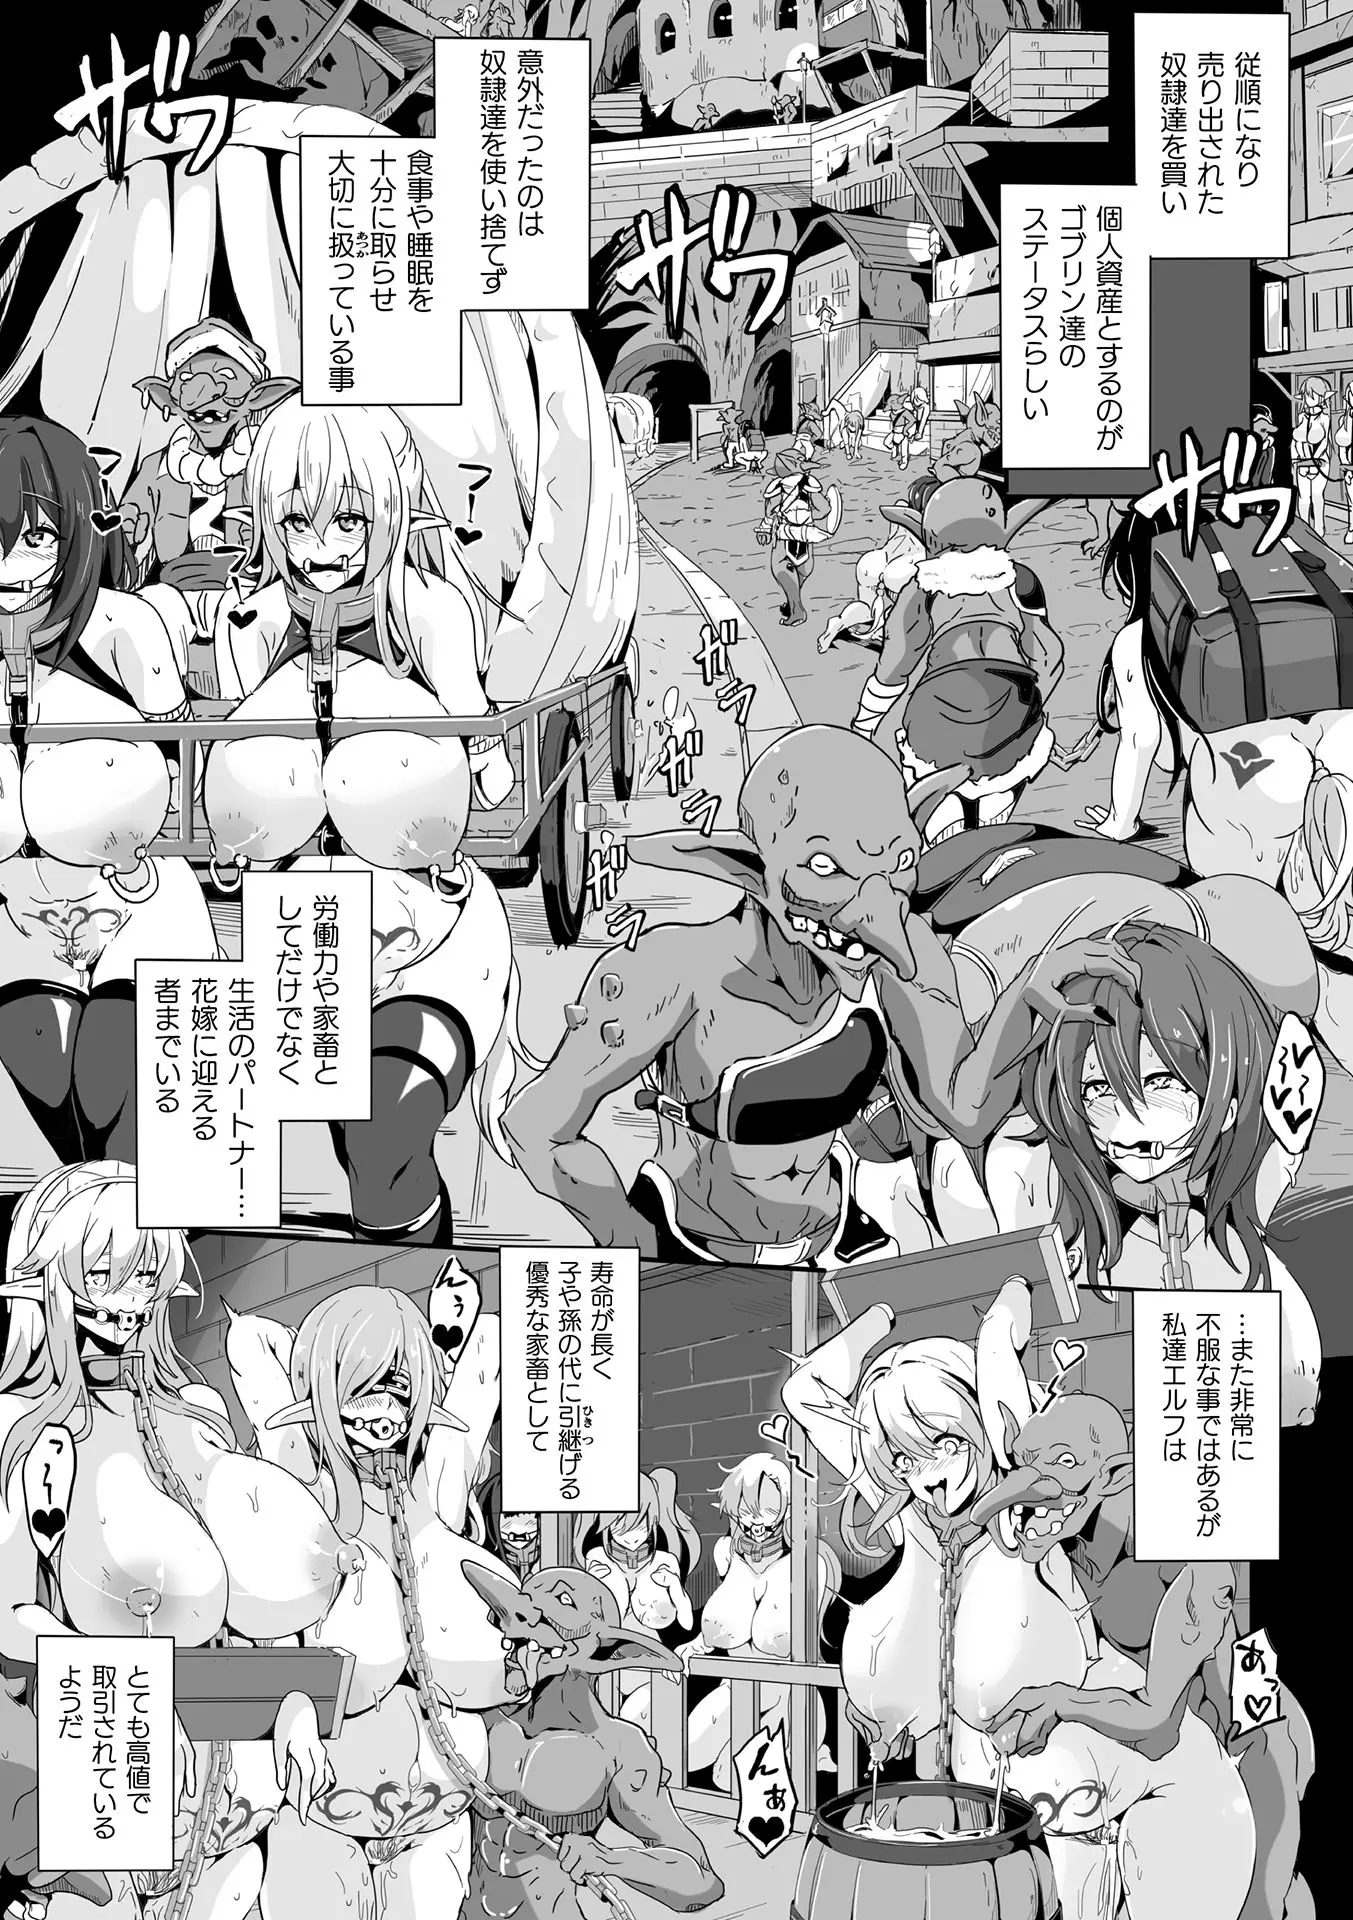 従順になり
売り出された
奴隷達を買い
個人資産とするのが
ゴブリン達の
ステータスらしい
意外だったのは
奴隷達を使い捨てず
食事や睡眠を
十分に取らせ
大切に扱っている事
あつか
ザワ
ザワ
ザワ
ガラ
ガラ
ガラ
労働力や家畜と
してだけでなく
生活のパートナー…
花嫁に迎える
者までいる
…また非常に
不服な事ではあるが
私達エルフは
寿命が長く
子や孫の代に引継げる
ひきつ
優秀な家畜として
とても高値で
取引されている
ようだ
んぅ♥
っ～♥
あっ♡
んぁ♥